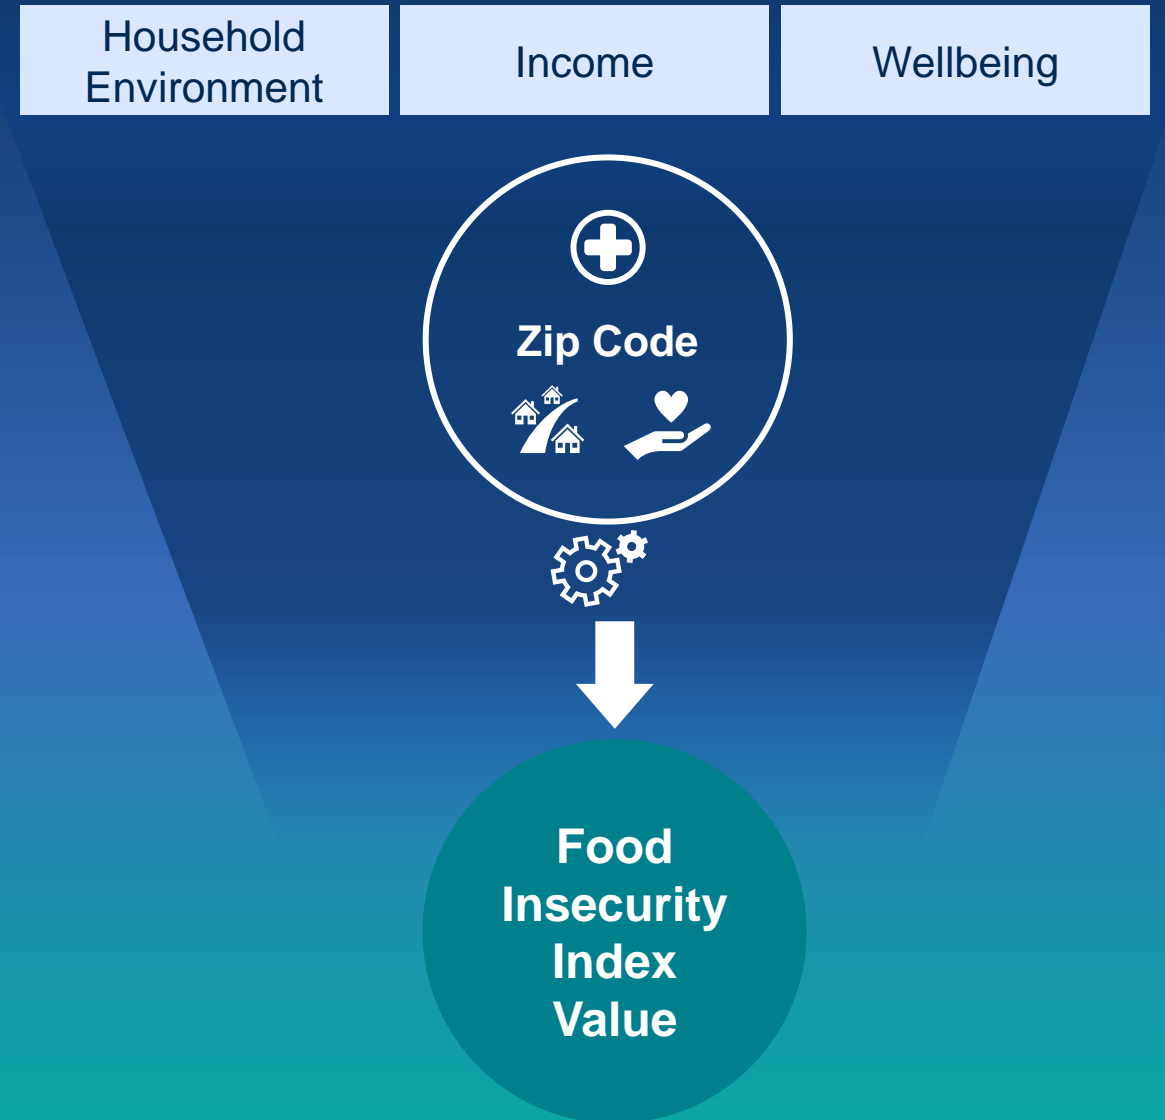 Household
Environment
Income
Wellbeing
Zip Code
Food
Insecurity
Index
Value